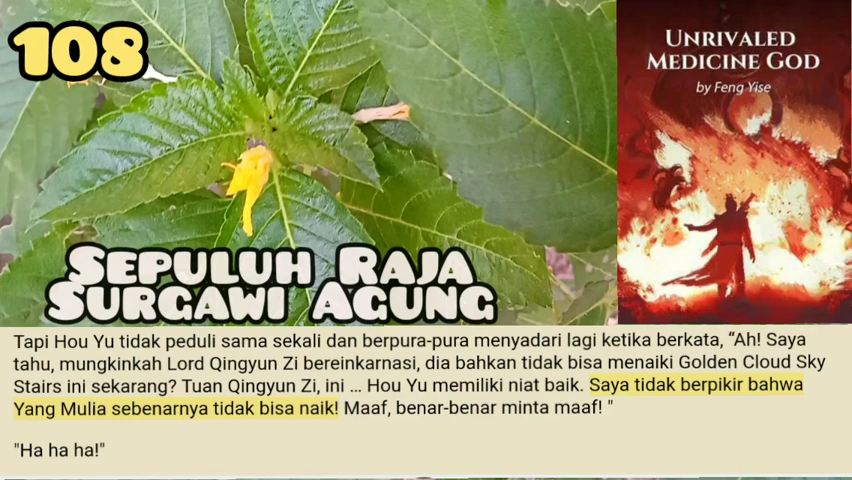 108
UNRIVALED
MEDICINE GOD
by Feng Yise
SEPULUH RAJA
SURGAWI AGUNG
Tapi Hou Yu tidak peduli sama sekali dan berpura-pura menyadari lagi ketika berkata, “Ah! Saya
tahu, mungkinkah Lord Qingyun Zi bereinkarnasi, dia bahkan tidak bisa menaiki Golden Cloud Sky
Stairs ini sekarang? Tuan Qingyun Zi, ini … Hou Yu memiliki niat baik. Saya tidak berpikir bahwa
Yang Mulia sebenarnya tidak bisa naik! Maaf, benar-benar minta maaf! "
"Ha ha ha!"